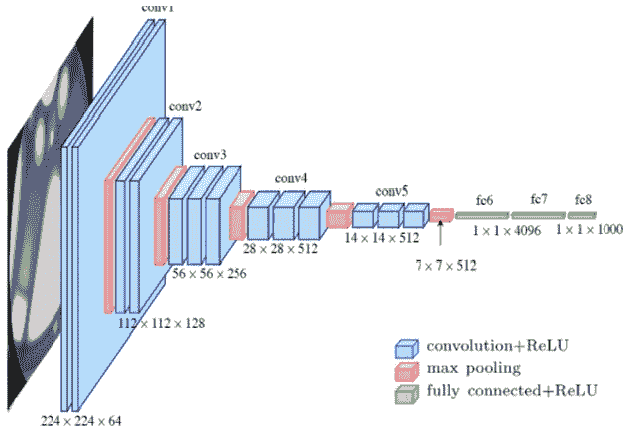 conv1
conv2
conv3
conv4
conv5
fc6 fc7 fc8
1 × 1 × 4096 1 × 1 × 1000
14 × 14 × 512
28 × 28 × 512
7 × 7 × 512
56 × 56 × 256
112 × 112 × 128
224 × 224 × 64
convolution+ReLU
max pooling
fully connected+ReLU